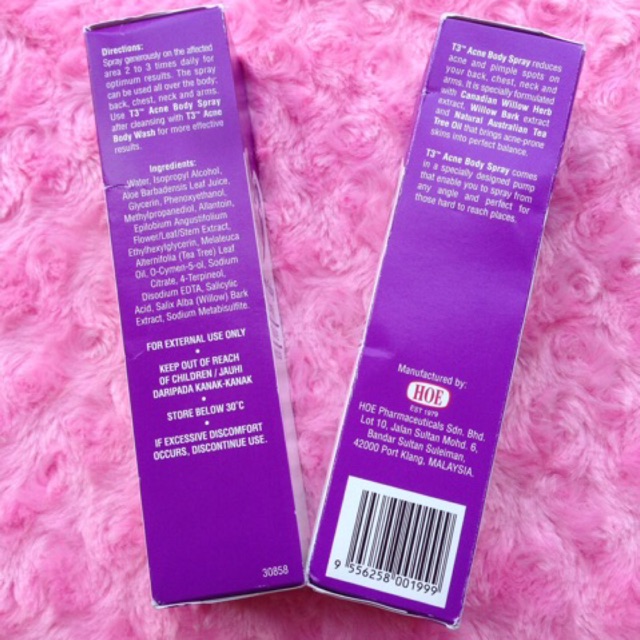 Directions:
Spray generously on the affected
area 2 to 3 times daily for
optimum results. The spray
can be used all over the body:
back, chest, neck and arms.
Use T3™ Acne Body Spray
after cleansing with T3™ Acne
Body Wash for more effective
results.
Ingredients:
Water, Isopropyl Alcohol,
Aloe Barbadensis Leaf Juice,
Glycerin, Phenoxyethanol,
Methylpropanediol, Allantoin,
Epilobium Angustifolium
Flower/Leaf/Stem Extract,
Ethylhexylglycerin, Melaleuca
Alternifolia (Tea Tree) Leaf
Oil, O-Cymen-5-ol, Sodium
Citrate, 4-Terpineol,
Disodium EDTA, Salicylic
Acid, Salix Alba (Willow) Bark
Extract, Sodium Metabisulfite.
FOR EXTERNAL USE ONLY
•
KEEP OUT OF REACH
OF CHILDREN / JAUHI
DARIPADA KANAK-KANAK
•
STORE BELOW 30°C
•
IF EXCESSIVE DISCOMFORT
OCCURS, DISCONTINUE USE.
30858
T3™ Acne Body Spray reduces
acne and pimple spots on
your back, chest, neck and
arms. It is specially formulated
with Canadian Willow Herb
extract, Willow Bark extract
and Natural Australian Tea
Tree Oil that brings acne-prone
skins into perfect balance.
T3™ Acne Body Spray comes
in a specially designed pump
that enable you to spray from
any angle and perfect for
those hard to reach places.
Manufactured by:
HOE
EST 1979
HOE Pharmaceuticals Sdn. Bhd.
Lot 10, Jalan Sultan Mohd. 6,
Bandar Sultan Suleiman,
42000 Port Klang, MALAYSIA.
9 556258 001999